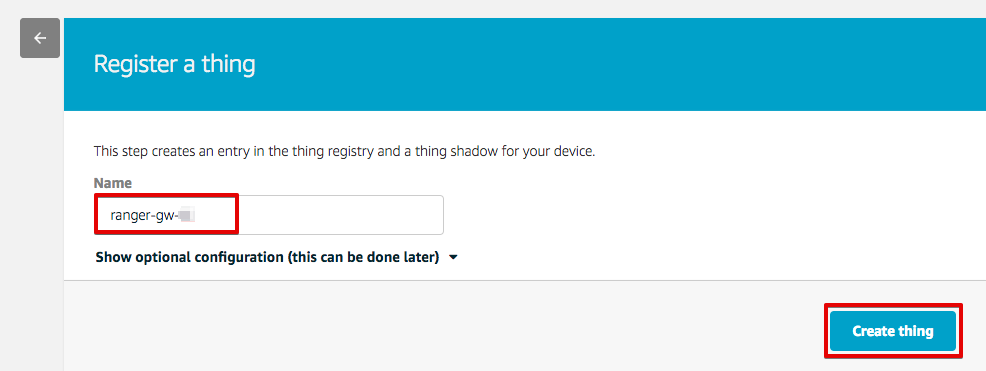 Register a thing
This step creates an entry in the thing registry and a thing shadow for your device.
Name
ranger-gw-
Show optional configuration (this can be done later)
Create thing